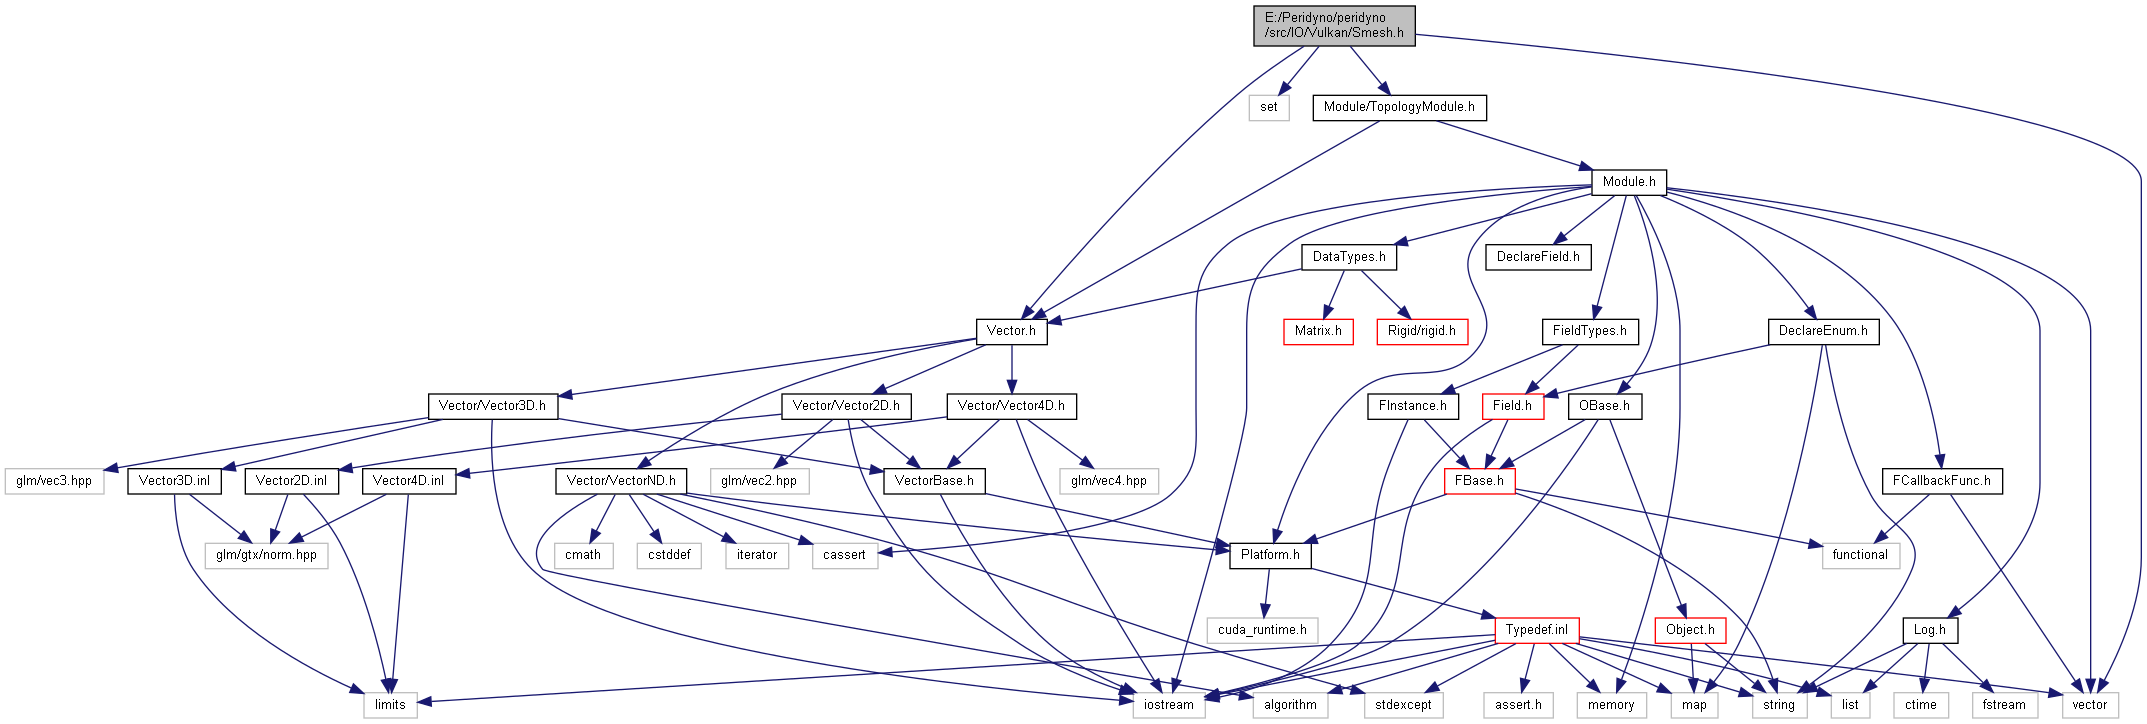 E:/Peridyno/peridyno
/src/IO/Vulkan/Smesh.h
set
Module/TopologyModule.h
Module.h
DataTypes.h
DeclareField.h
Vector.h
Matrix.h
Rigid/rigid.h
FieldTypes.h
DeclareEnum.h
Vector/Vector3D.h
Vector/Vector2D.h
Vector/Vector4D.h
FInstance.h
Field.h
OBase.h
glm/vec3.hpp
Vector3D.inl
Vector2D.inl
Vector4D.inl
Vector/VectorND.h
glm/vec2.hpp
VectorBase.h
glm/vec4.hpp
FBase.h
FCallbackFunc.h
glm/gtx/norm.hpp
cmath
cstddef
iterator
cassert
Platform.h
functional
cuda_runtime.h
Typedef.inl
Object.h
Log.h
limits
iostream
algorithm
stdexcept
assert.h
memory
map
string
list
ctime
fstream
vector